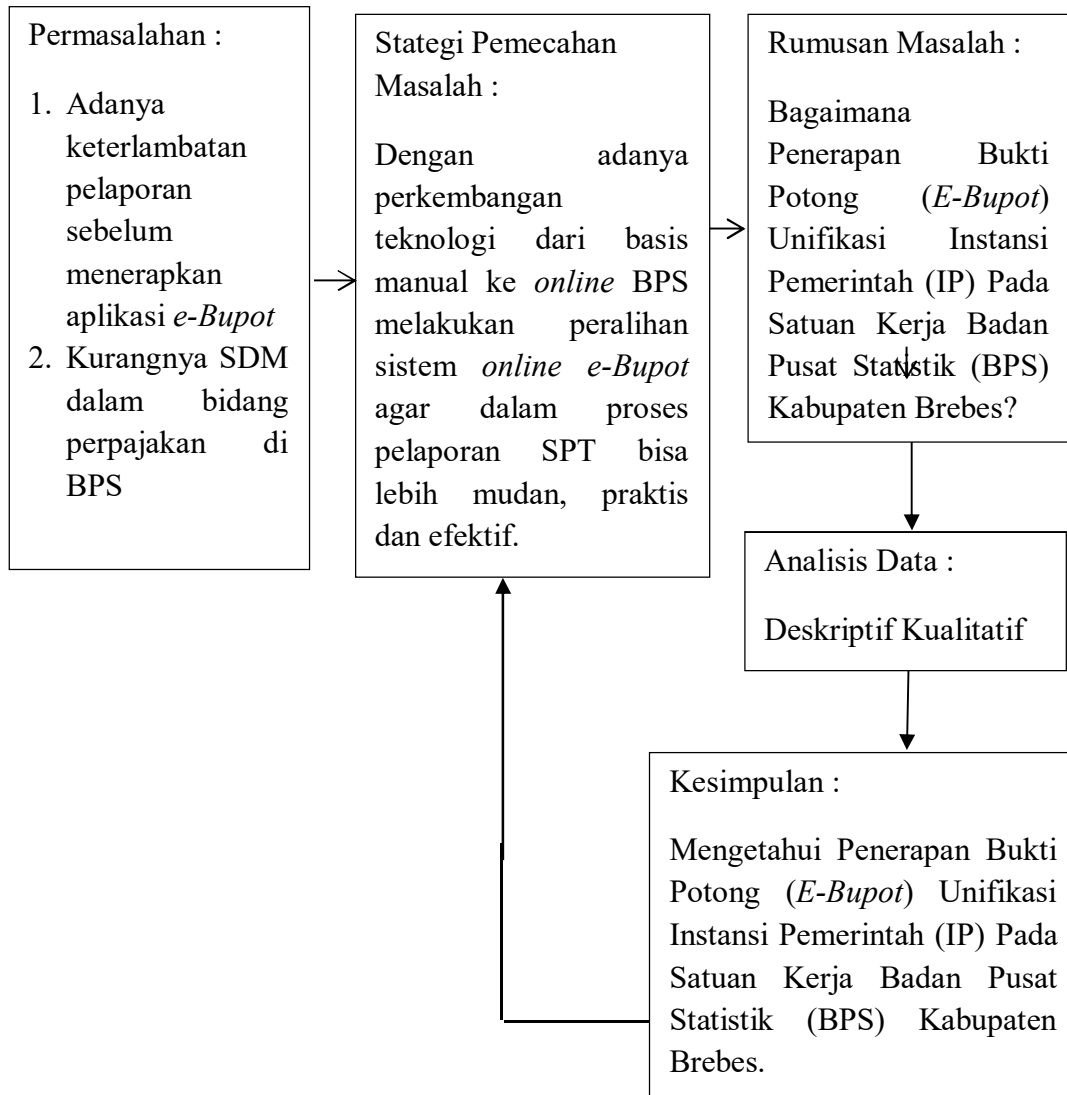 Permasalahan :
1. Adanya
keterlambatan
pelaporan
sebelum
menerapkan
aplikasi e-Bupot
2. Kurangnya SDM
dalam bidang
perpajakan di
BPS
Stategi Pemecahan
Masalah :
Dengan adanya
perkembangan
teknologi dari basis
manual ke online BPS
melakukan peralihan
sistem online e-Bupot
agar dalam proses
pelaporan SPT bisa
lebih mudan, praktis
dan efektif.
Rumusan Masalah :
Bagaimana
Penerapan Bukti
Potong (E-Bupot)
Unifikasi Instansi
Pemerintah (IP) Pada
Satuan Kerja Badan
Pusat Statistik (BPS)
Kabupaten Brebes?
Analisis Data :
Deskriptif Kualitatif
Kesimpulan :
Mengetahui Penerapan Bukti
Potong (E-Bupot) Unifikasi
Instansi Pemerintah (IP) Pada
Satuan Kerja Badan Pusat
Statistik (BPS) Kabupaten
Brebes.